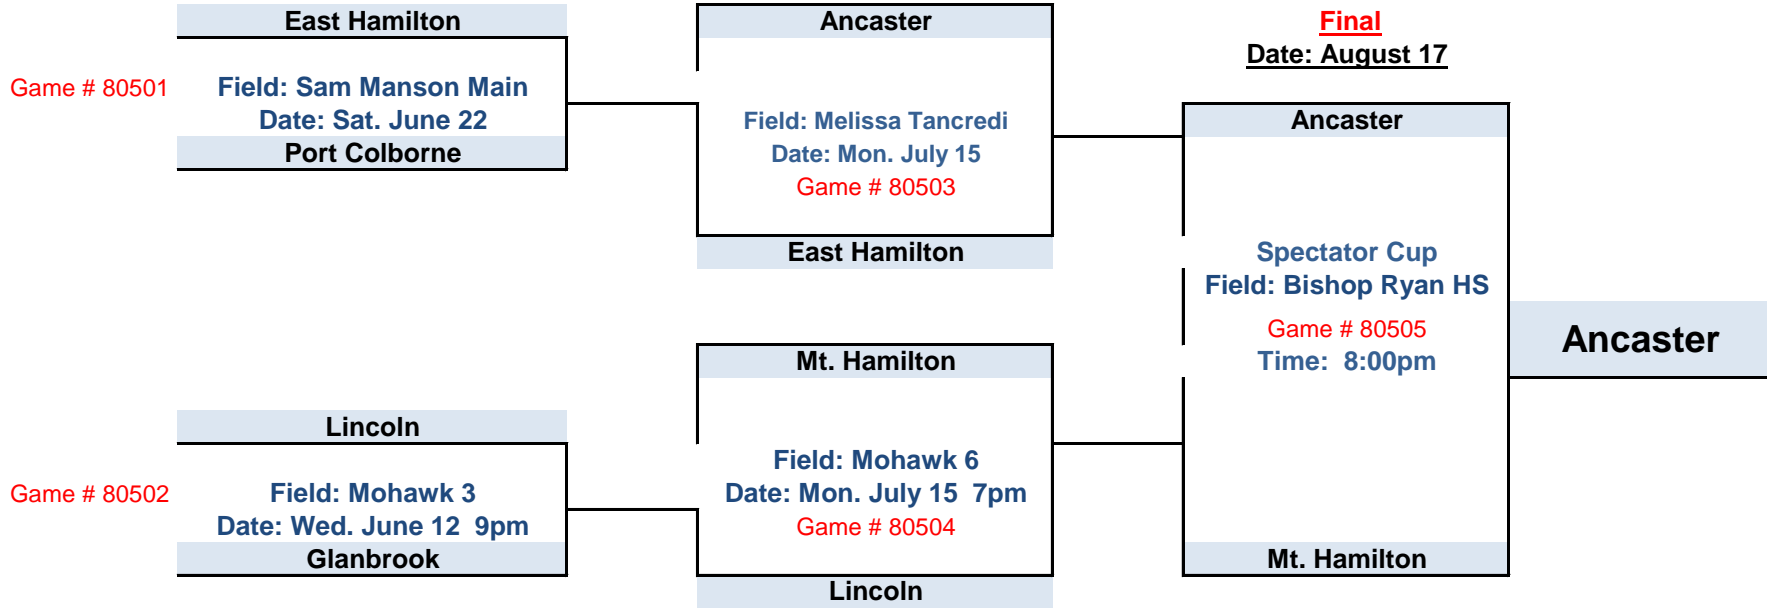 East Hamilton
Game # 80501
Field: Sam Manson Main
Date: Sat. June 22
Port Colborne
Lincoln
Game # 80502
Field: Mohawk 3
Date: Wed. June 12  9pm
Glanbrook
Ancaster
Field: Melissa Tancredi
Date: Mon. July 15
Game # 80503
East Hamilton
Mt. Hamilton
Field: Mohawk 6
Date: Mon. July 15  7pm
Game # 80504
Lincoln
Final
Date: August 17
Ancaster
Spectator Cup
Field: Bishop Ryan HS
Game # 80505
Time:  8:00pm
Mt. Hamilton
Ancaster